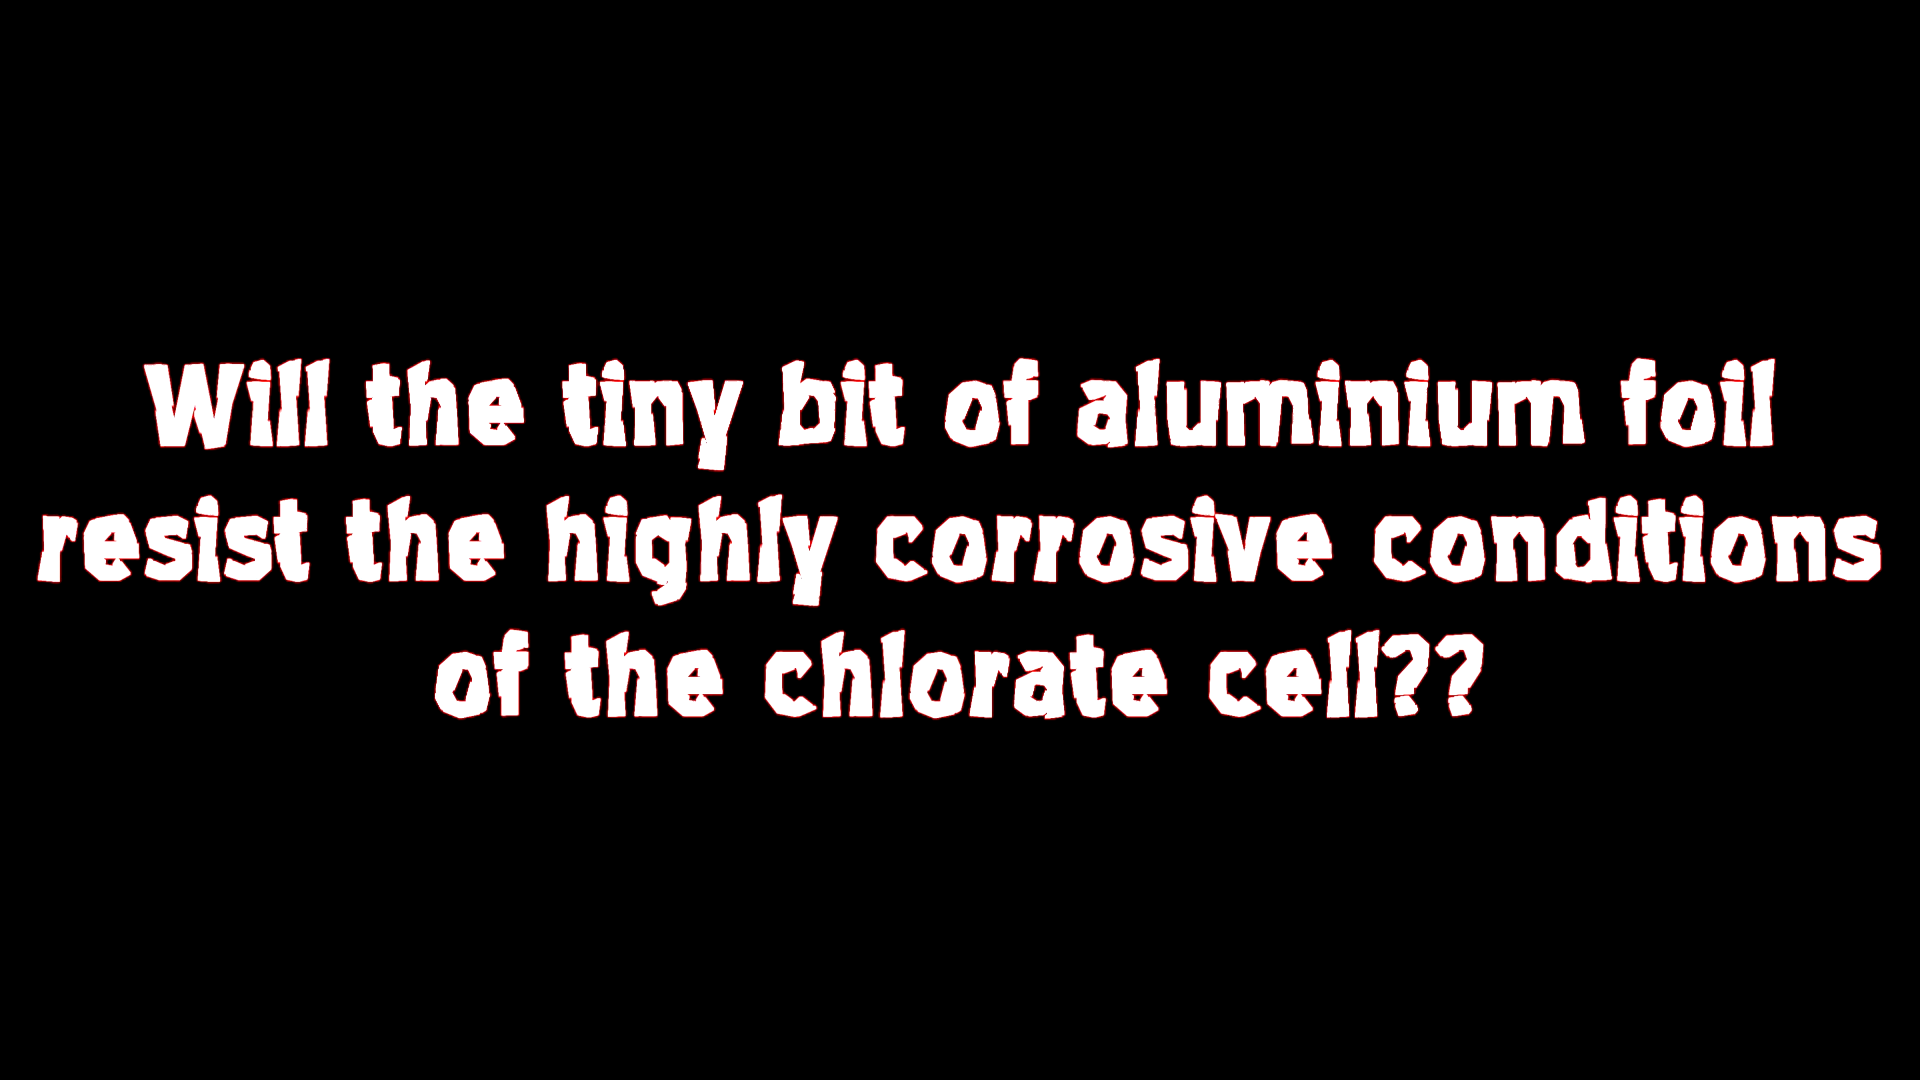 Will the tiny bit of aluminium foil
resist the highly corrosive conditions
of the chlorate cell??